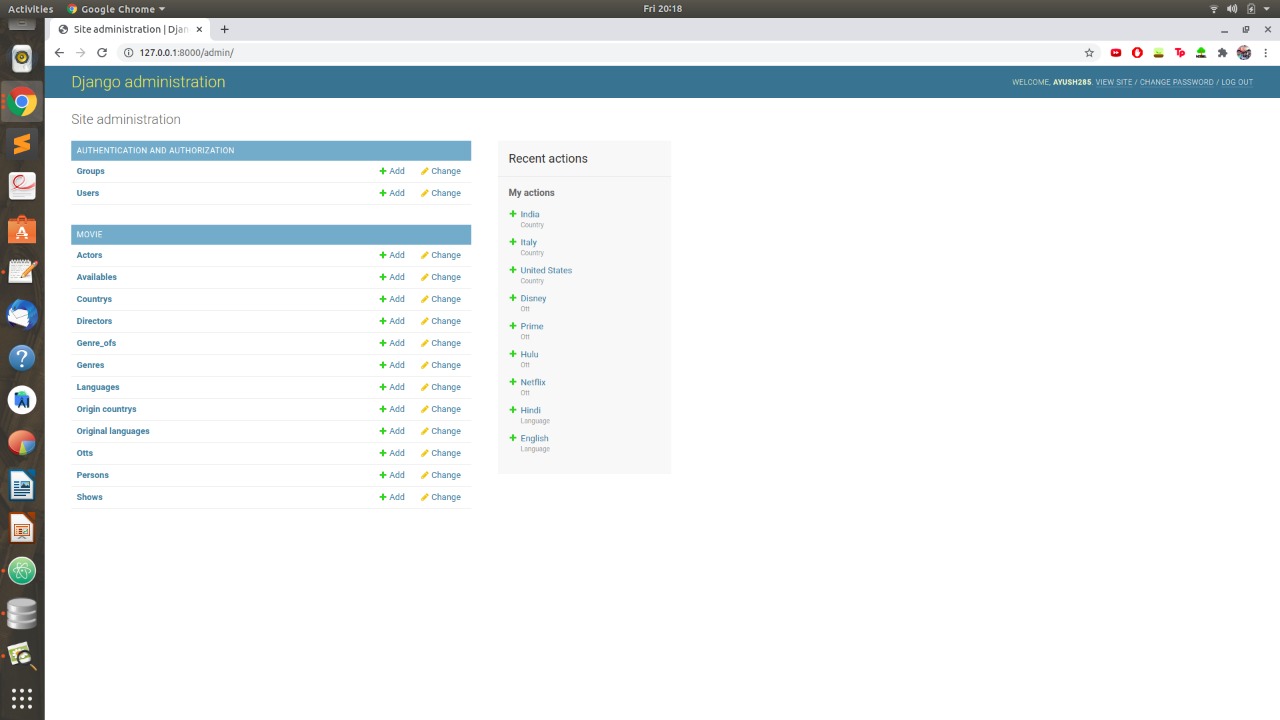 Activities Google Chrome Fri 20:18
Site administration | Djan
127.0.0.1:8000/admin/
Django administration
WELCOME, AYUSH285. VIEW SITE / CHANGE PASSWORD / LOG OUT
Site administration
AUTHENTICATION AND AUTHORIZATION
Groups Add Change
Users Add Change
MOVIE
Actors Add Change
Availables Add Change
Countrys Add Change
Directors Add Change
Genre_ofs Add Change
Genres Add Change
Languages Add Change
Origin countrys Add Change
Original languages Add Change
Otts Add Change
Persons Add Change
Shows Add Change
Recent actions
My actions
India
Country
Italy
Country
United States
Country
Disney
Ott
Prime
Ott
Hulu
Ott
Netflix
Ott
Hindi
Language
English
Language